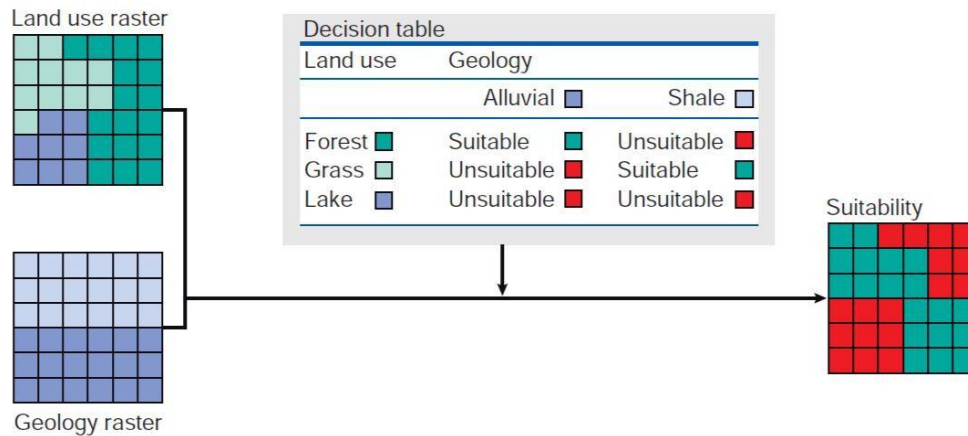 Land use raster
Decision table
Land use Geology
Alluvial Shale
Forest Suitable Unsuitable
Grass Unsuitable Suitable
Lake Unsuitable Unsuitable
Suitability
Geology raster